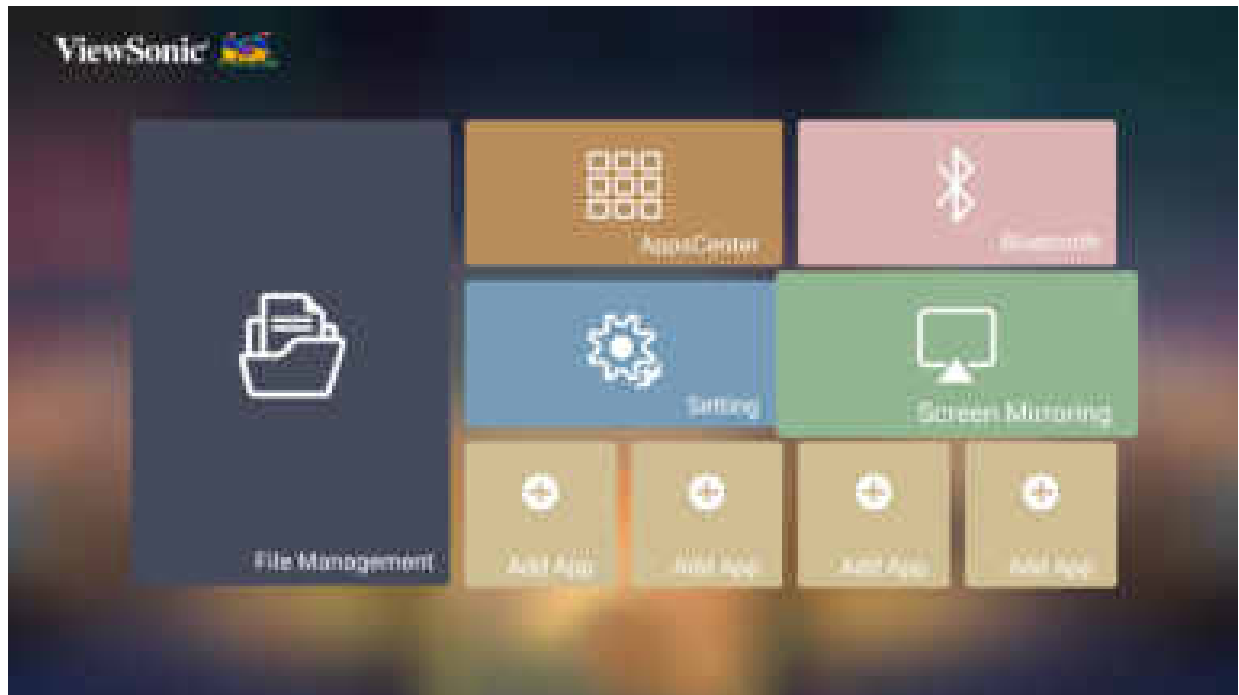 ViewSonic
AppsCenter
Bluetooth
Setting
Screen Mirroring
File Management
Add App
Add App
Add App
Add App